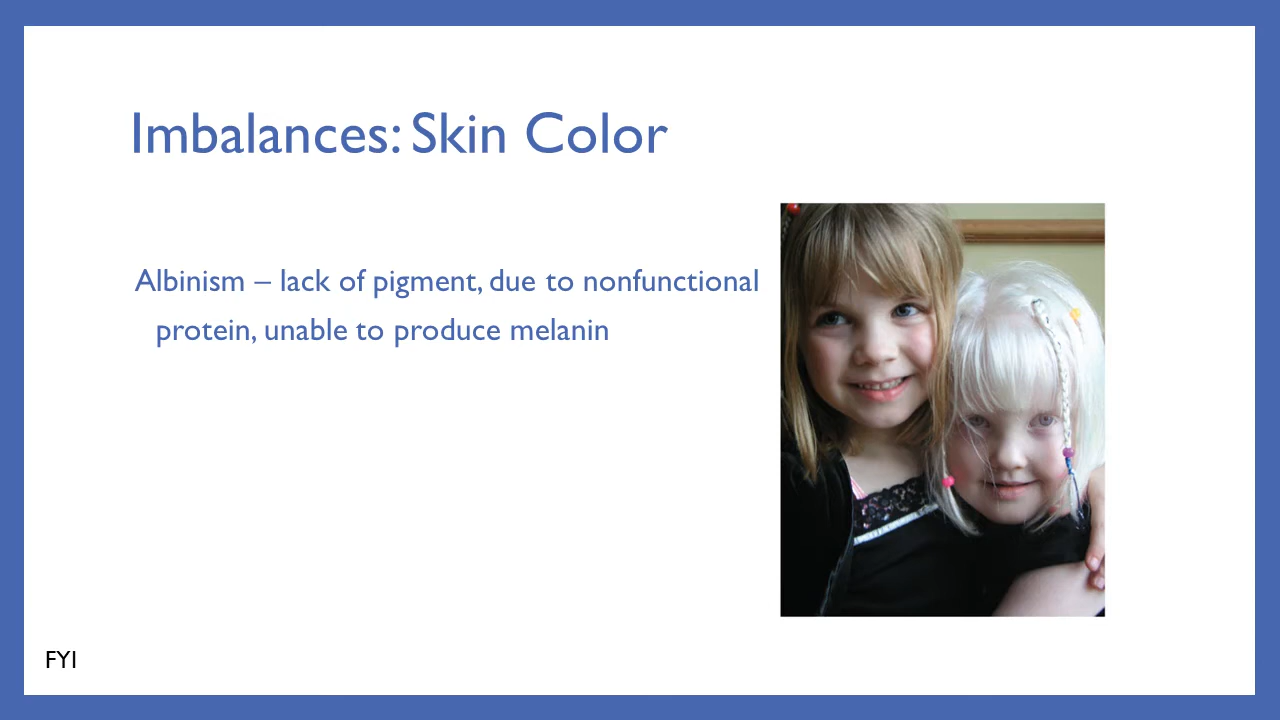 Imbalances: Skin Color
Albinism – lack of pigment, due to nonfunctional
protein, unable to produce melanin
FYI